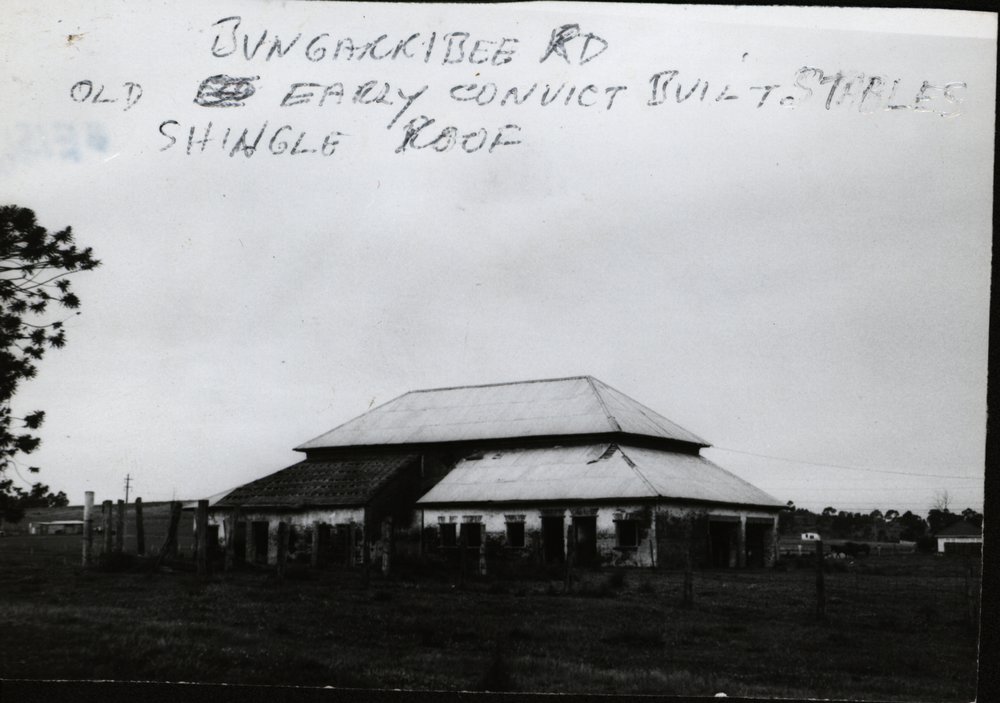 BUNGARRIBEE RD
OLD EARLY CONVICT BUILT. STABLES
SHINGLE ROOF